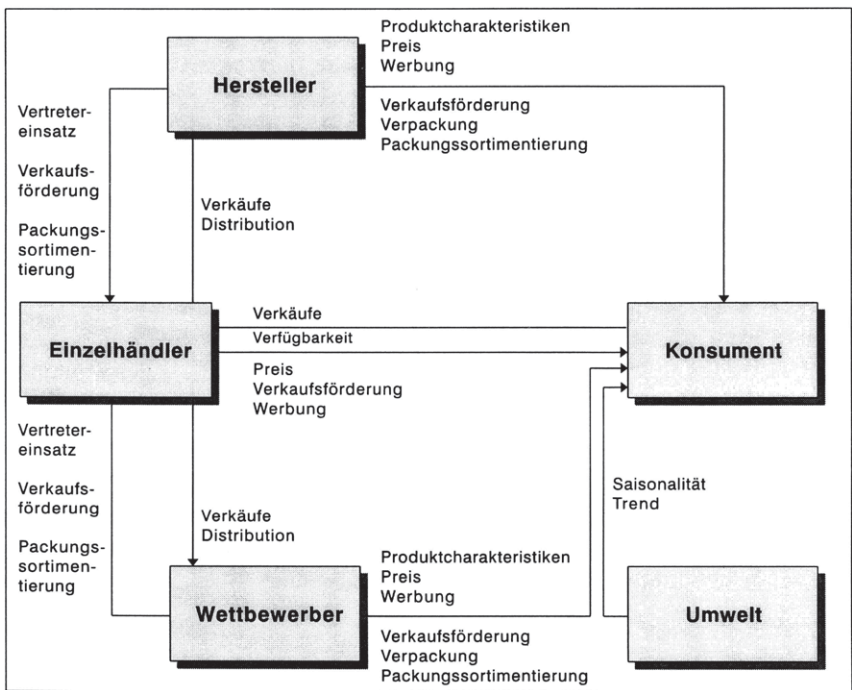 Produktcharakteristiken
Preis
Werbung
Hersteller
Verkaufsförderung
Verpackung
Packungssortimentierung
Vertreter-
einsatz
Verkaufs-
förderung
Packungs-
sortimen-
tierung
Verkäufe
Distribution
Einzelhändler
Verkäufe
Verfügbarkeit
Preis
Verkaufsförderung
Werbung
Konsument
Vertreter-
einsatz
Verkaufs-
förderung
Packungs-
sortimen-
tierung
Verkäufe
Distribution
Saisonalität
Trend
Produktcharakteristiken
Preis
Werbung
Wettbewerber
Verkaufsförderung
Verpackung
Packungssortimentierung
Umwelt